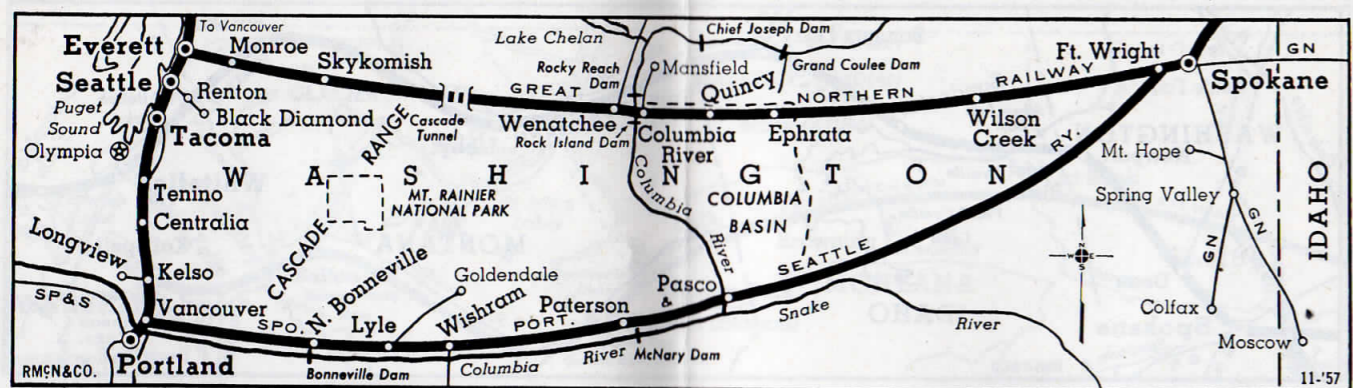 To Vancouver
Everett
Monroe
Skykomish
Seattle
Renton
Puget
Sound
Black Diamond
Tacoma
Olympia
Tenino
Centralia
Longview
Kelso
Vancouver
SP&S
Portland
RMCN&CO.
Lake Chelan
Chief Joseph Dam
Rocky Reach
Dam
Mansfield
Quincy
Grand Coulee Dam
GREAT NORTHERN RAILWAY
Cascade
Tunnel
CASCADE RANGE
Wenatchee
Rock Island Dam
Columbia
River
Ephrata
Wilson
Creek
Ft. Wright
Spokane
GN
WASHINGTON
MT. RAINIER
NATIONAL PARK
Columbia River
COLUMBIA
BASIN
Mt. Hope
Spring Valley
GN
GN
IDAHO
Colfax
Moscow
N
W E
S
SPO. PORT. & SEATTLE RY.
N. Bonneville
Lyle
Goldendale
Wishram
Paterson
Pasco
Snake River
Columbia River
McNary Dam
Bonneville Dam
11-'57